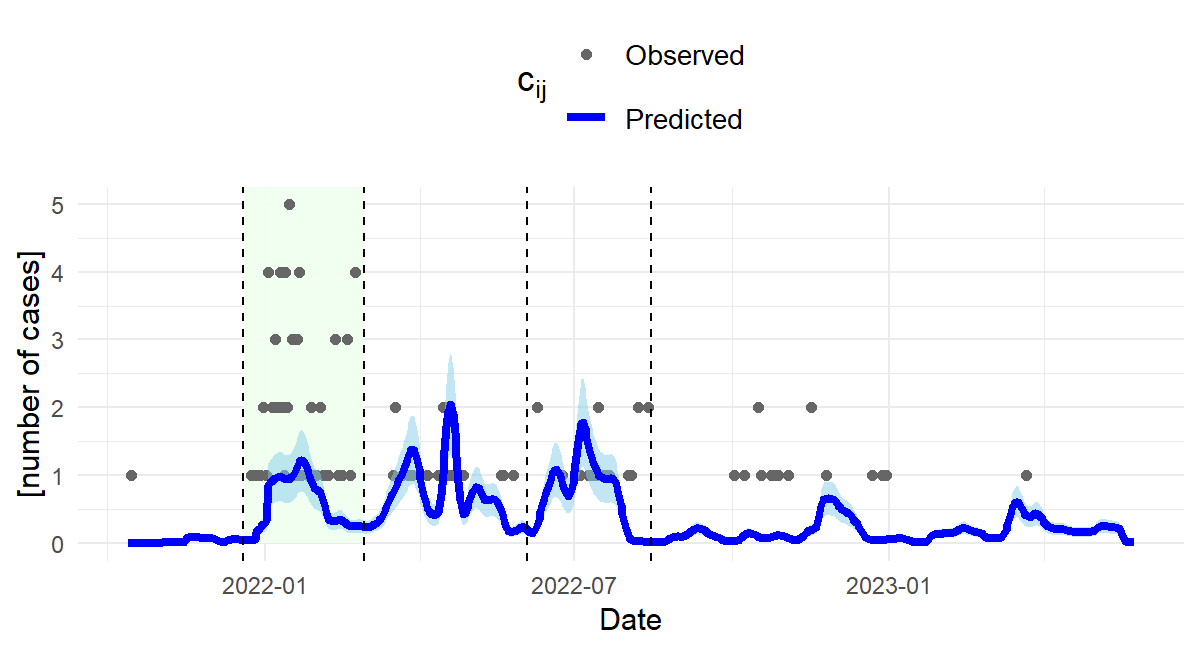 c_ij
Observed
Predicted
[number of cases]
5
4
3
2
1
0
2022-01
2022-07
2023-01
Date